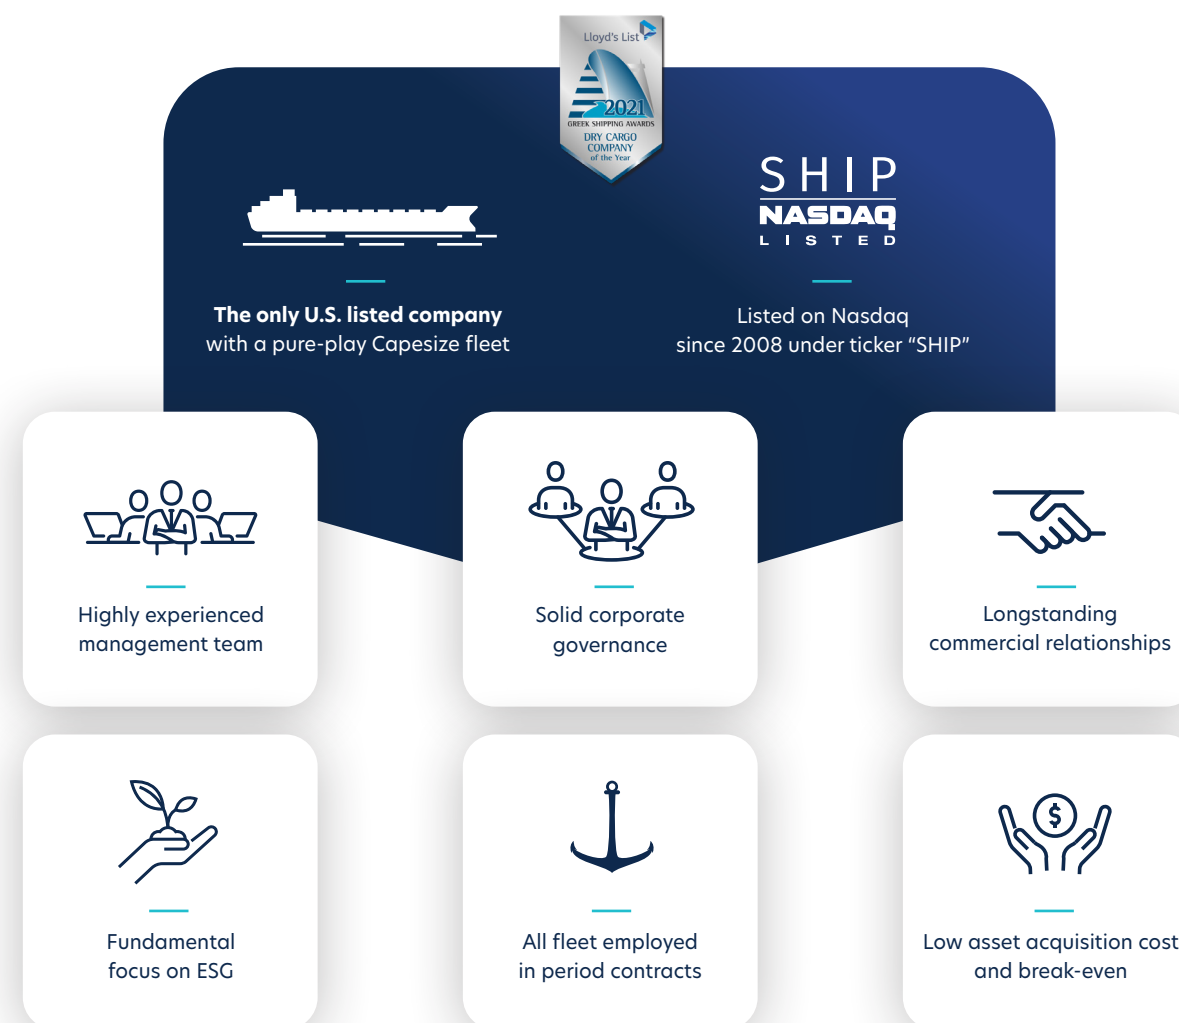 Lloyd's List
2021
GREEK SHIPPING AWARDS
DRY CARGO
COMPANY
of the Year
The only U.S. listed company
with a pure-play Capesize fleet
SHIP
NASDAQ
LISTED
Listed on Nasdaq
since 2008 under ticker “SHIP”
Highly experienced
management team
Solid corporate
governance
Longstanding
commercial relationships
Fundamental
focus on ESG
All fleet employed
in period contracts
$
Low asset acquisition cost
and break-even